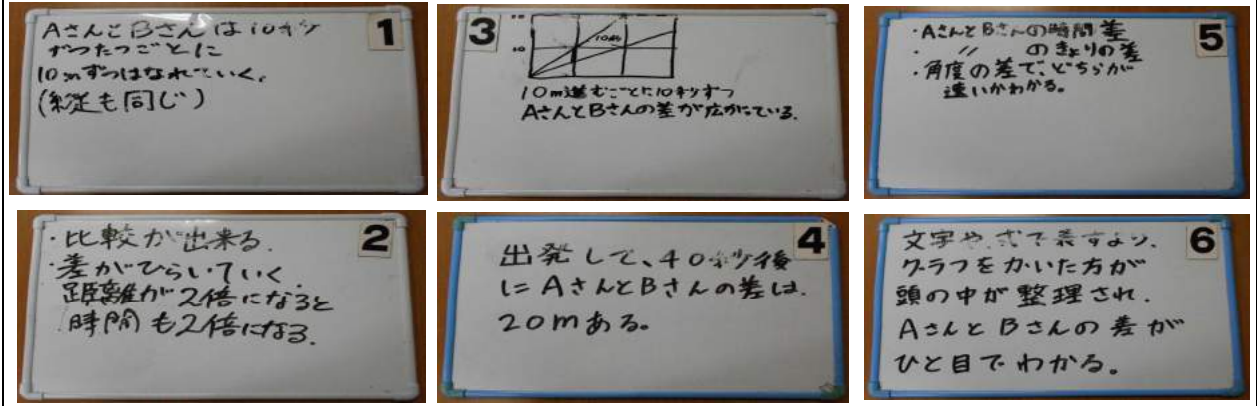 1
AさんとBさんは10秒
ずつたつごとに
10mずつはなれていく。
(縦も同じ)
2
・比較が出来る。
・差がひらいていく
距離が2倍になると
時間も2倍になる。
3
10
10m進むごとに10秒ずつ
AさんとBさんの差が広がっている。
4
出発して、40秒後
にAさんとBさんの差は、
20mある。
5
・AさんとBさんの時間差
・ 〃 のきょりの差
・角度の差で、どちらが
速いかわかる。
6
文字や、式で表すより、
グラフをかいた方が
頭の中が整理され、
AさんとBさんの差が
ひと目でわかる。